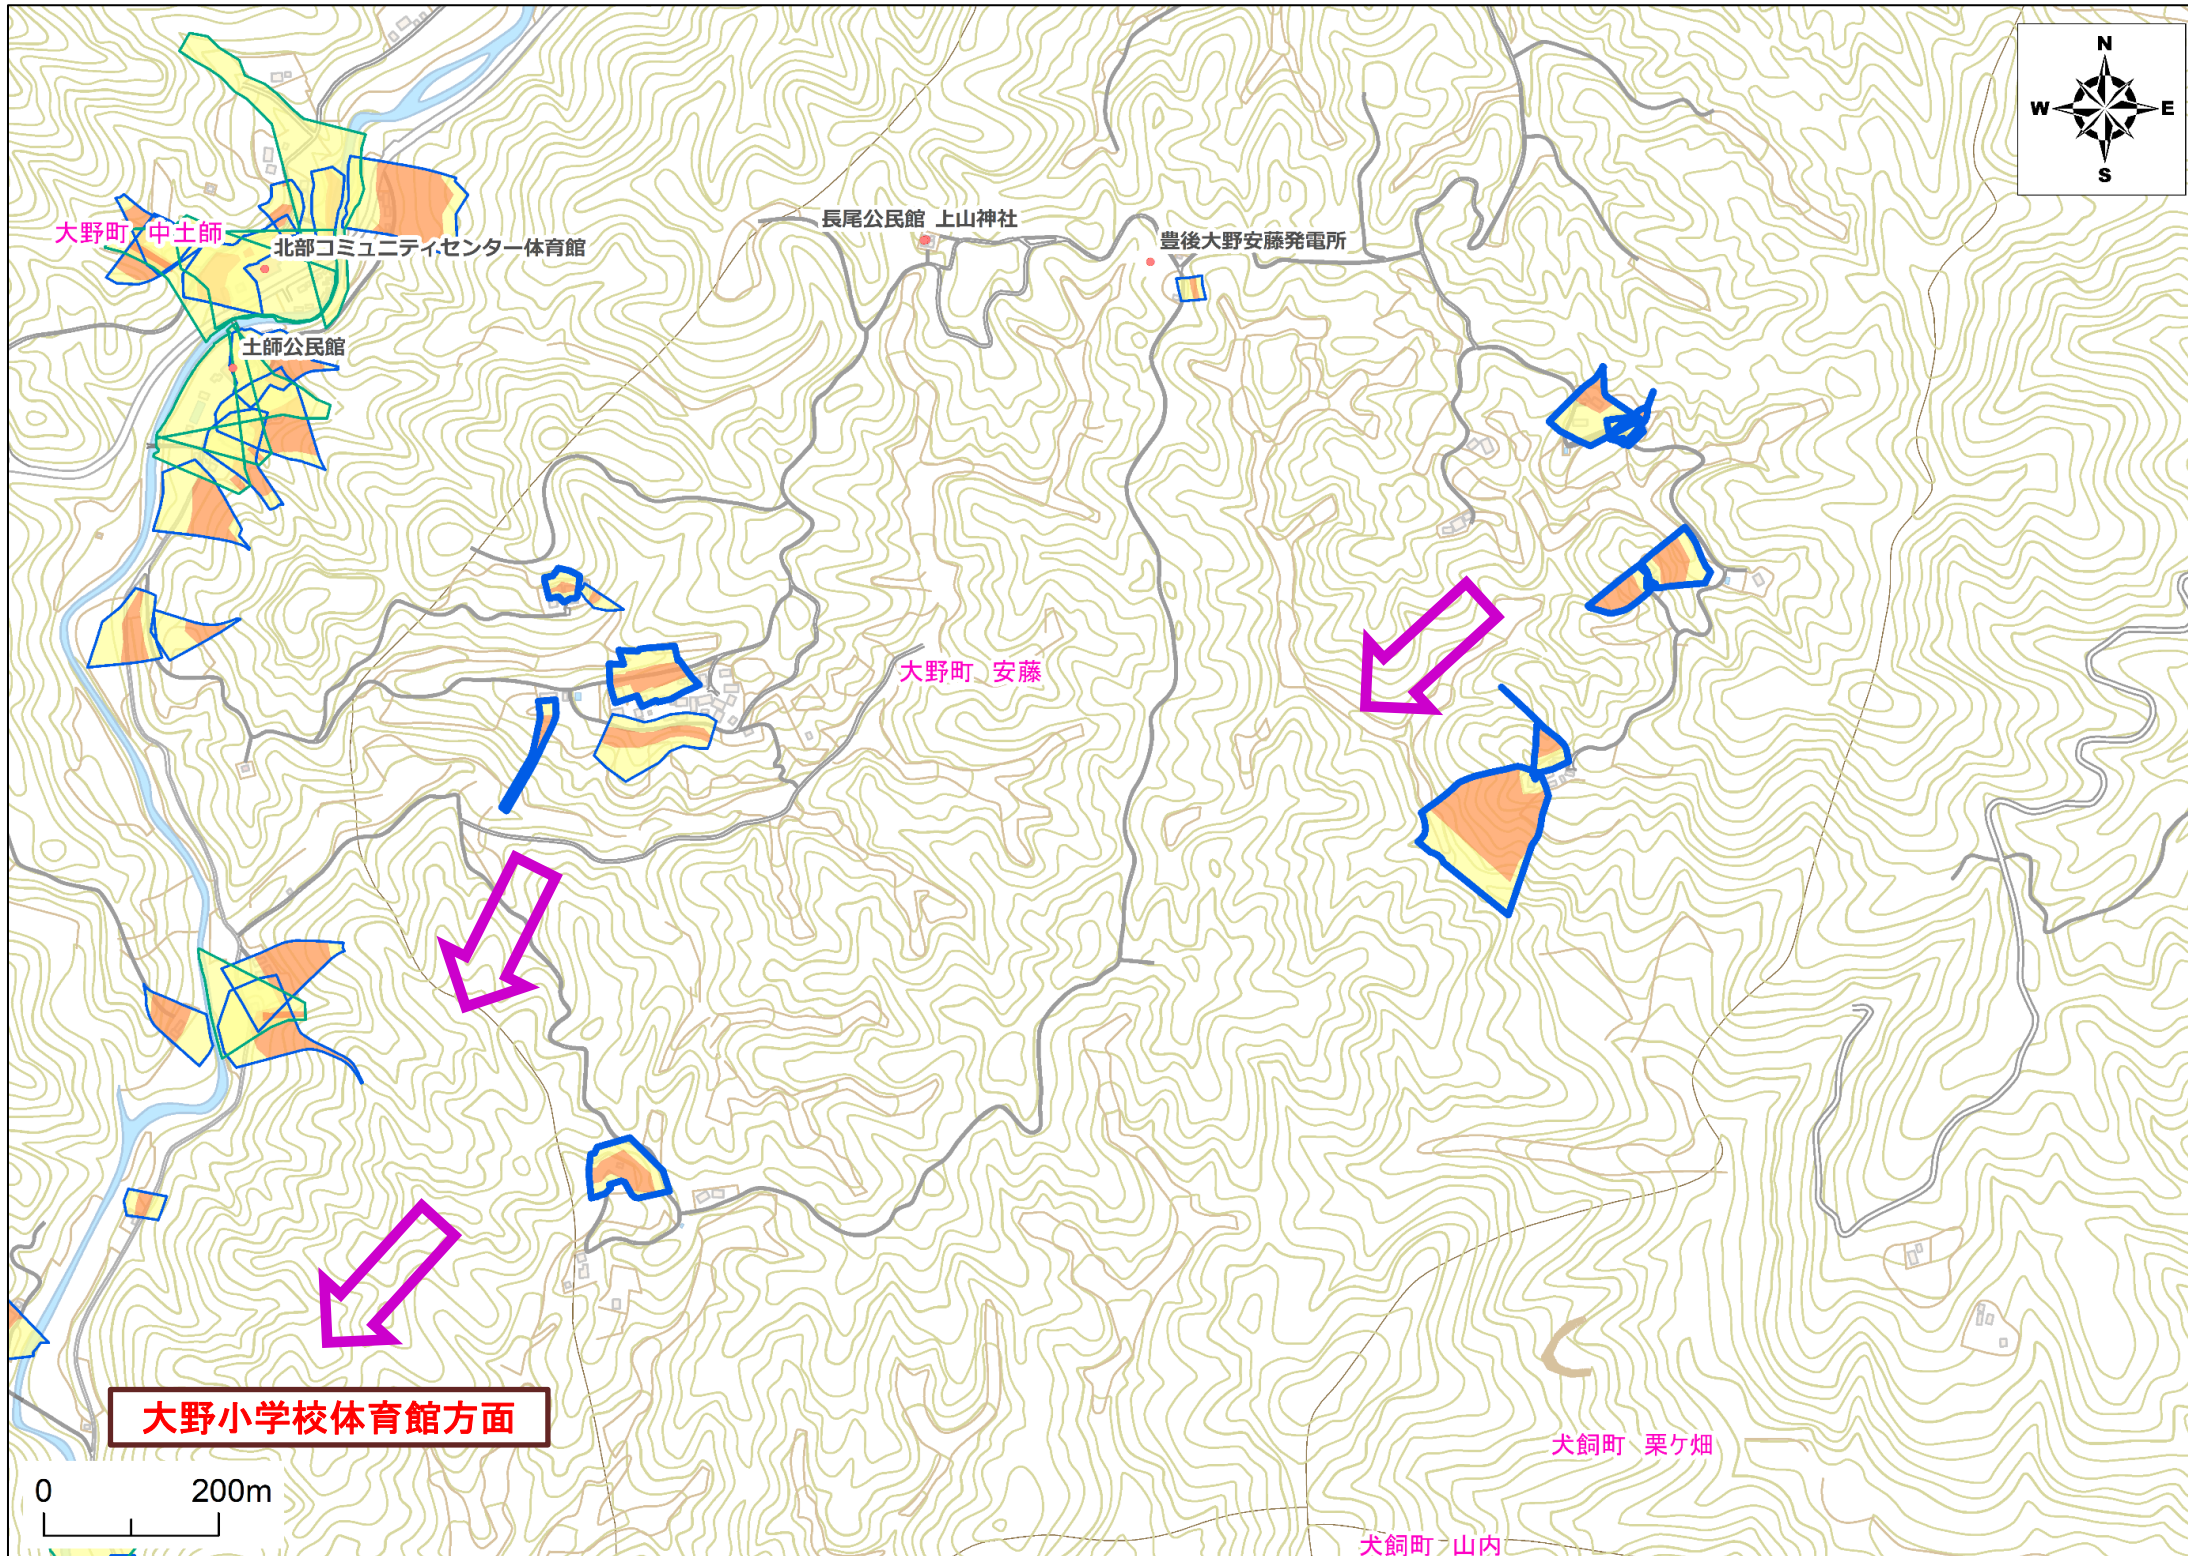 N
W E
S
長尾公民館 上山神社
大野町 中土師
北部コミュニティセンター体育館
豊後大野安藤発電所
土師公民館
大野町 安藤
大野小学校体育館方面
犬飼町 栗ケ畑
0 200m
犬飼町 山内